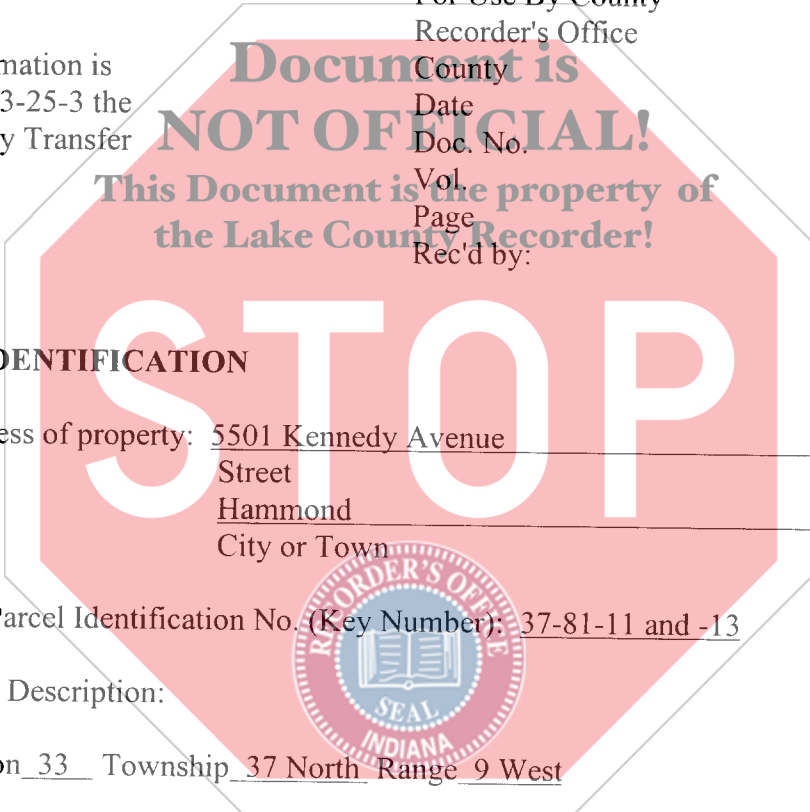 For Use By County
Recorder's Office
mation is
County
3-25-3 the
Date
y Transfer
Doc. No.
Vol.
Page
Rec'd by:
Document is
NOT OFFICIAL!
This Document is the property of
the Lake County Recorder!
STOP
DENTIFICATION
ess of property: 5501 Kennedy Avenue
Street
Hammond
City or Town
Parcel Identification No. (Key Number): 37-81-11 and -13
Description:
on 33 Township 37 North Range 9 West
RECORDER'S OFFICE
SEAL
INDIANA